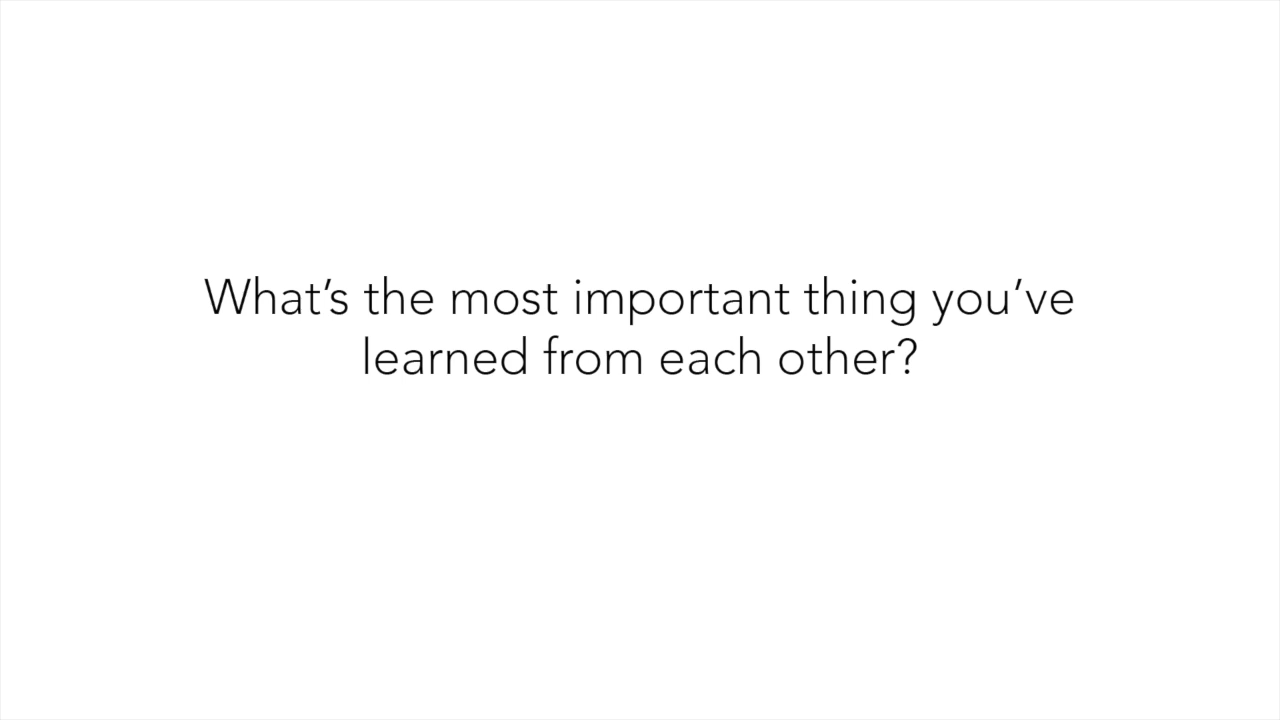 What’s the most important thing you’ve
learned from each other?